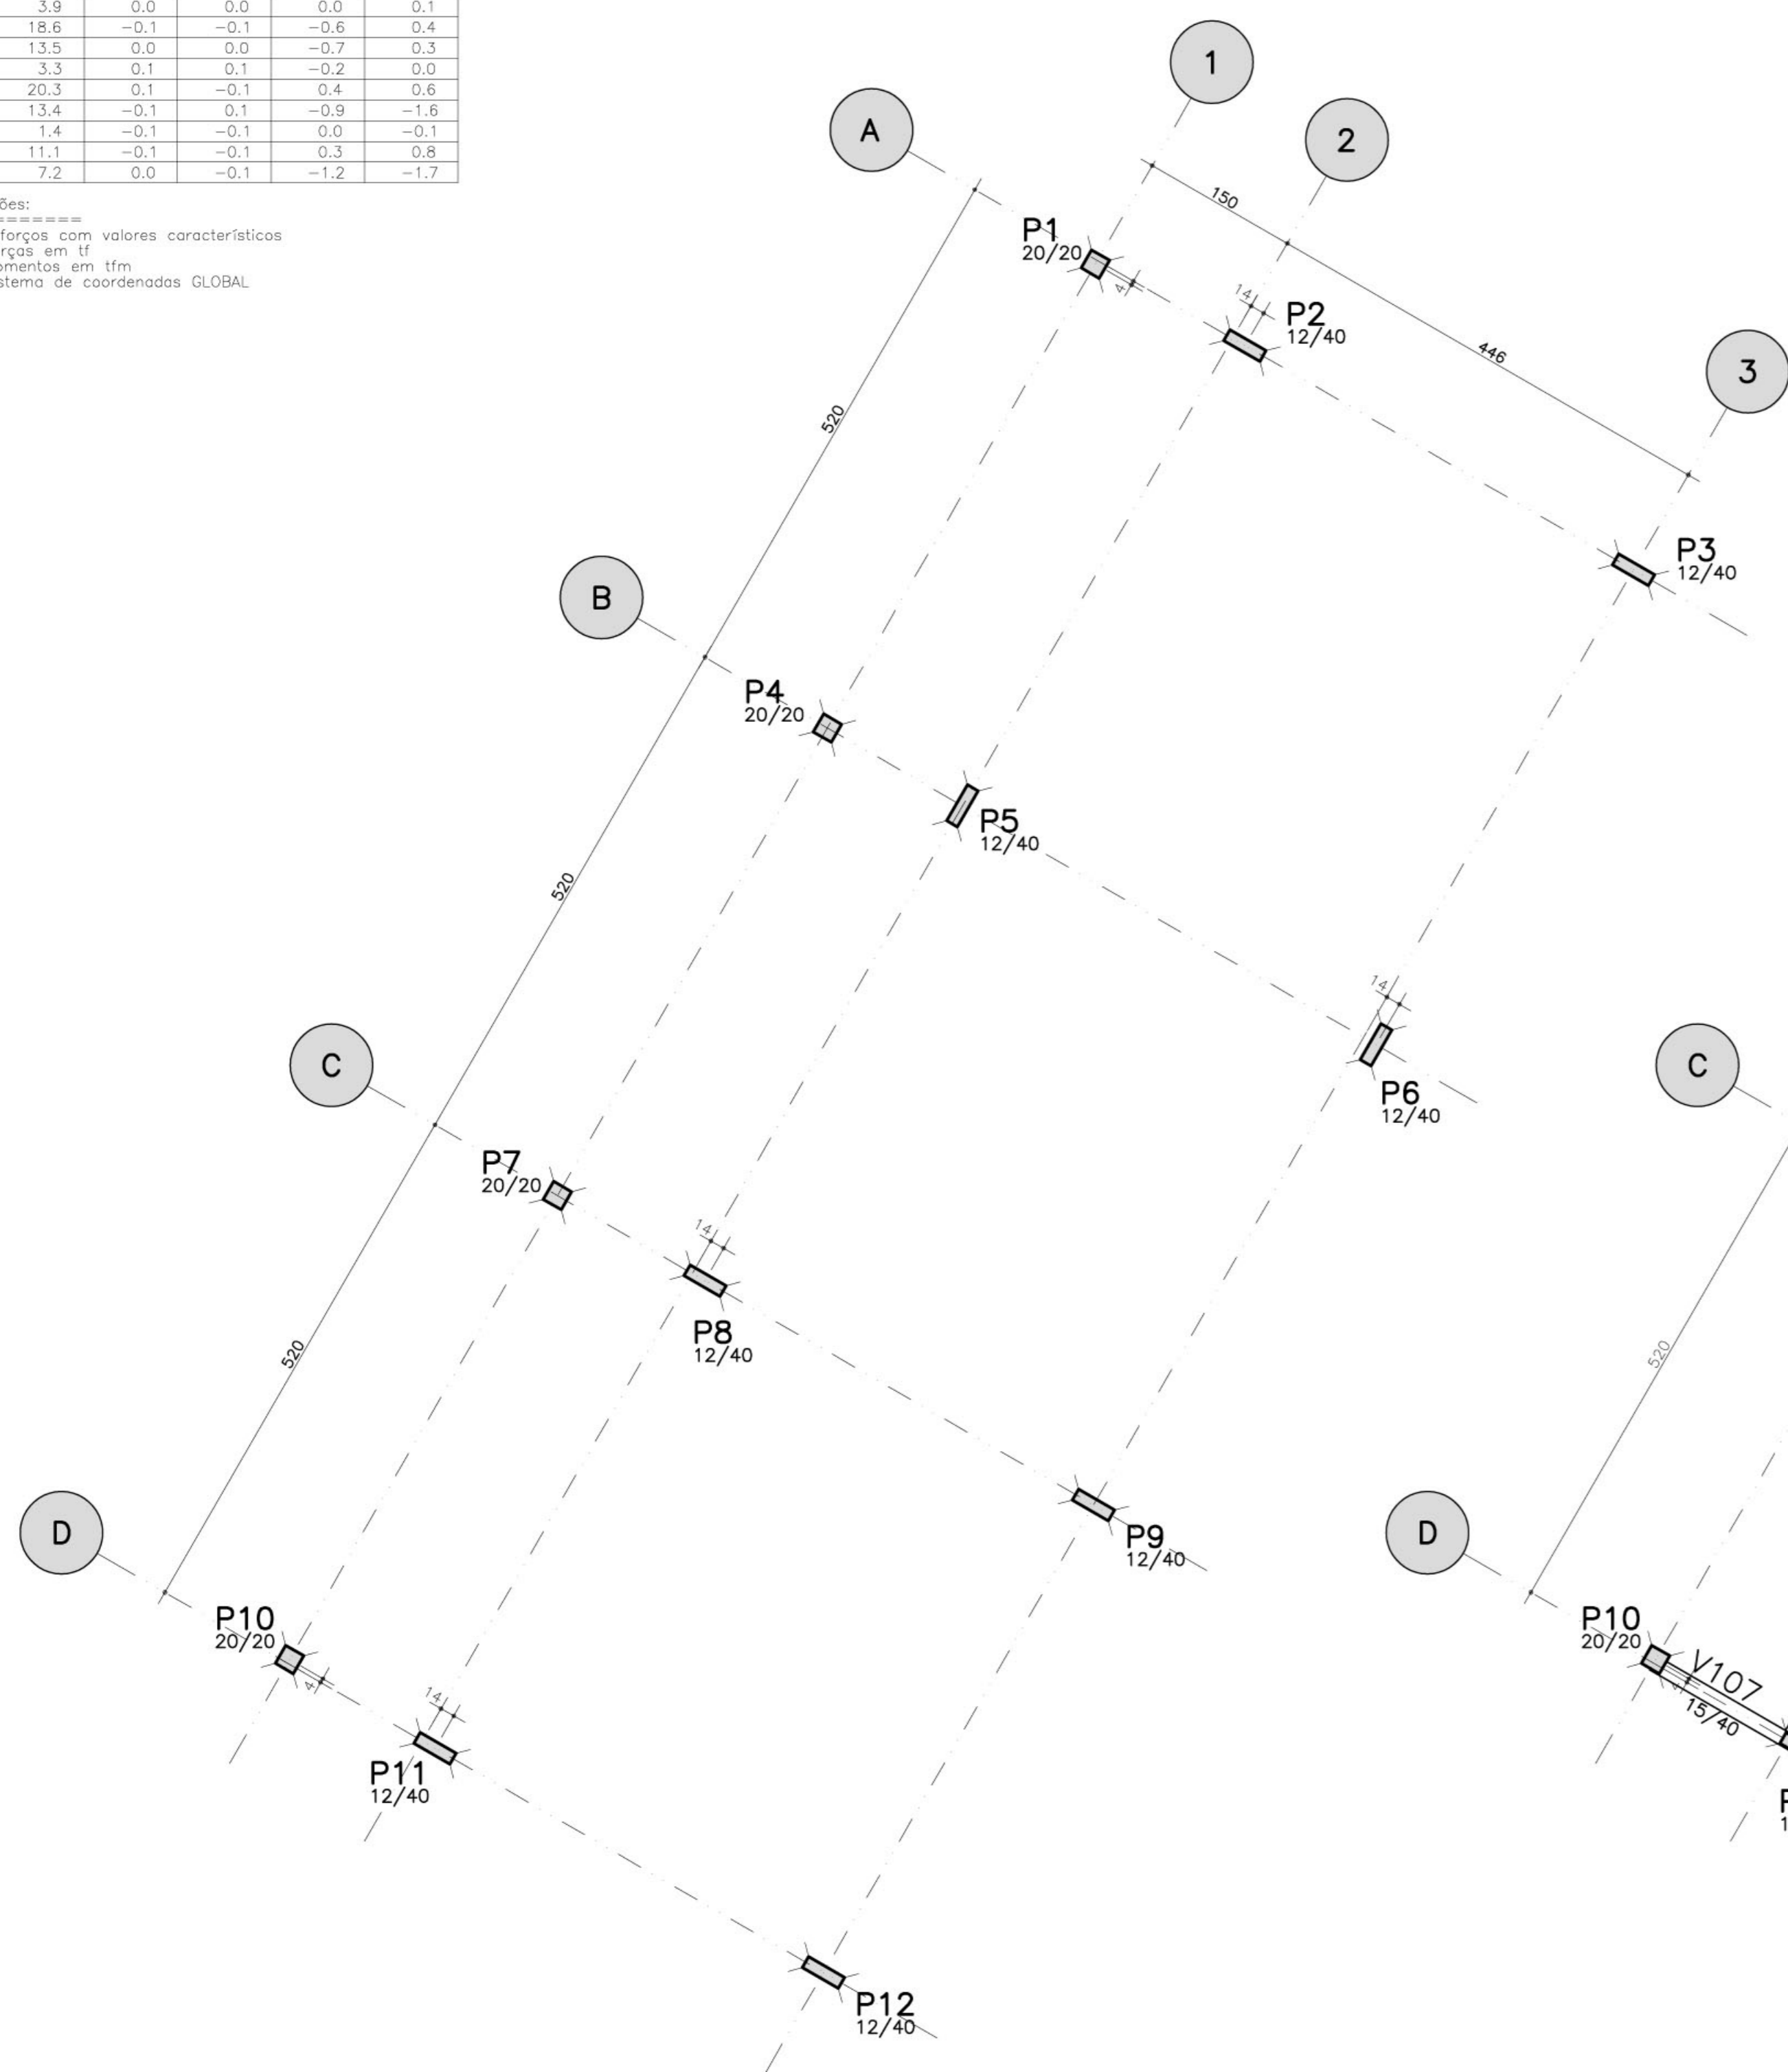 3.9 0.0 0.0 0.0 0.1
18.6 −0.1 −0.1 −0.6 0.4
13.5 0.0 0.0 −0.7 0.3
3.3 0.1 0.1 −0.2 0.0
20.3 0.1 −0.1 0.4 0.6
13.4 −0.1 0.1 −0.9 −1.6
1.4 −0.1 −0.1 0.0 −0.1
11.1 −0.1 −0.1 0.3 0.8
7.2 0.0 −0.1 −1.2 −1.7
ões:
=======
forços com valores característicos
rças em tf
omentos em tfm
stema de coordenadas GLOBAL
1
A
2
150
P1
20/20
4
14
P2
12/40
446
3
520
P3
12/40
B
P4
20/20
P5
12/40
520
14
C
C
P6
12/40
P7
20/20
14
P8
12/40
520
520
D
D
P9
12/40
P10
20/20
4
14
P10
20/20
V107
4
15/40
P11
12/40
P12
12/40